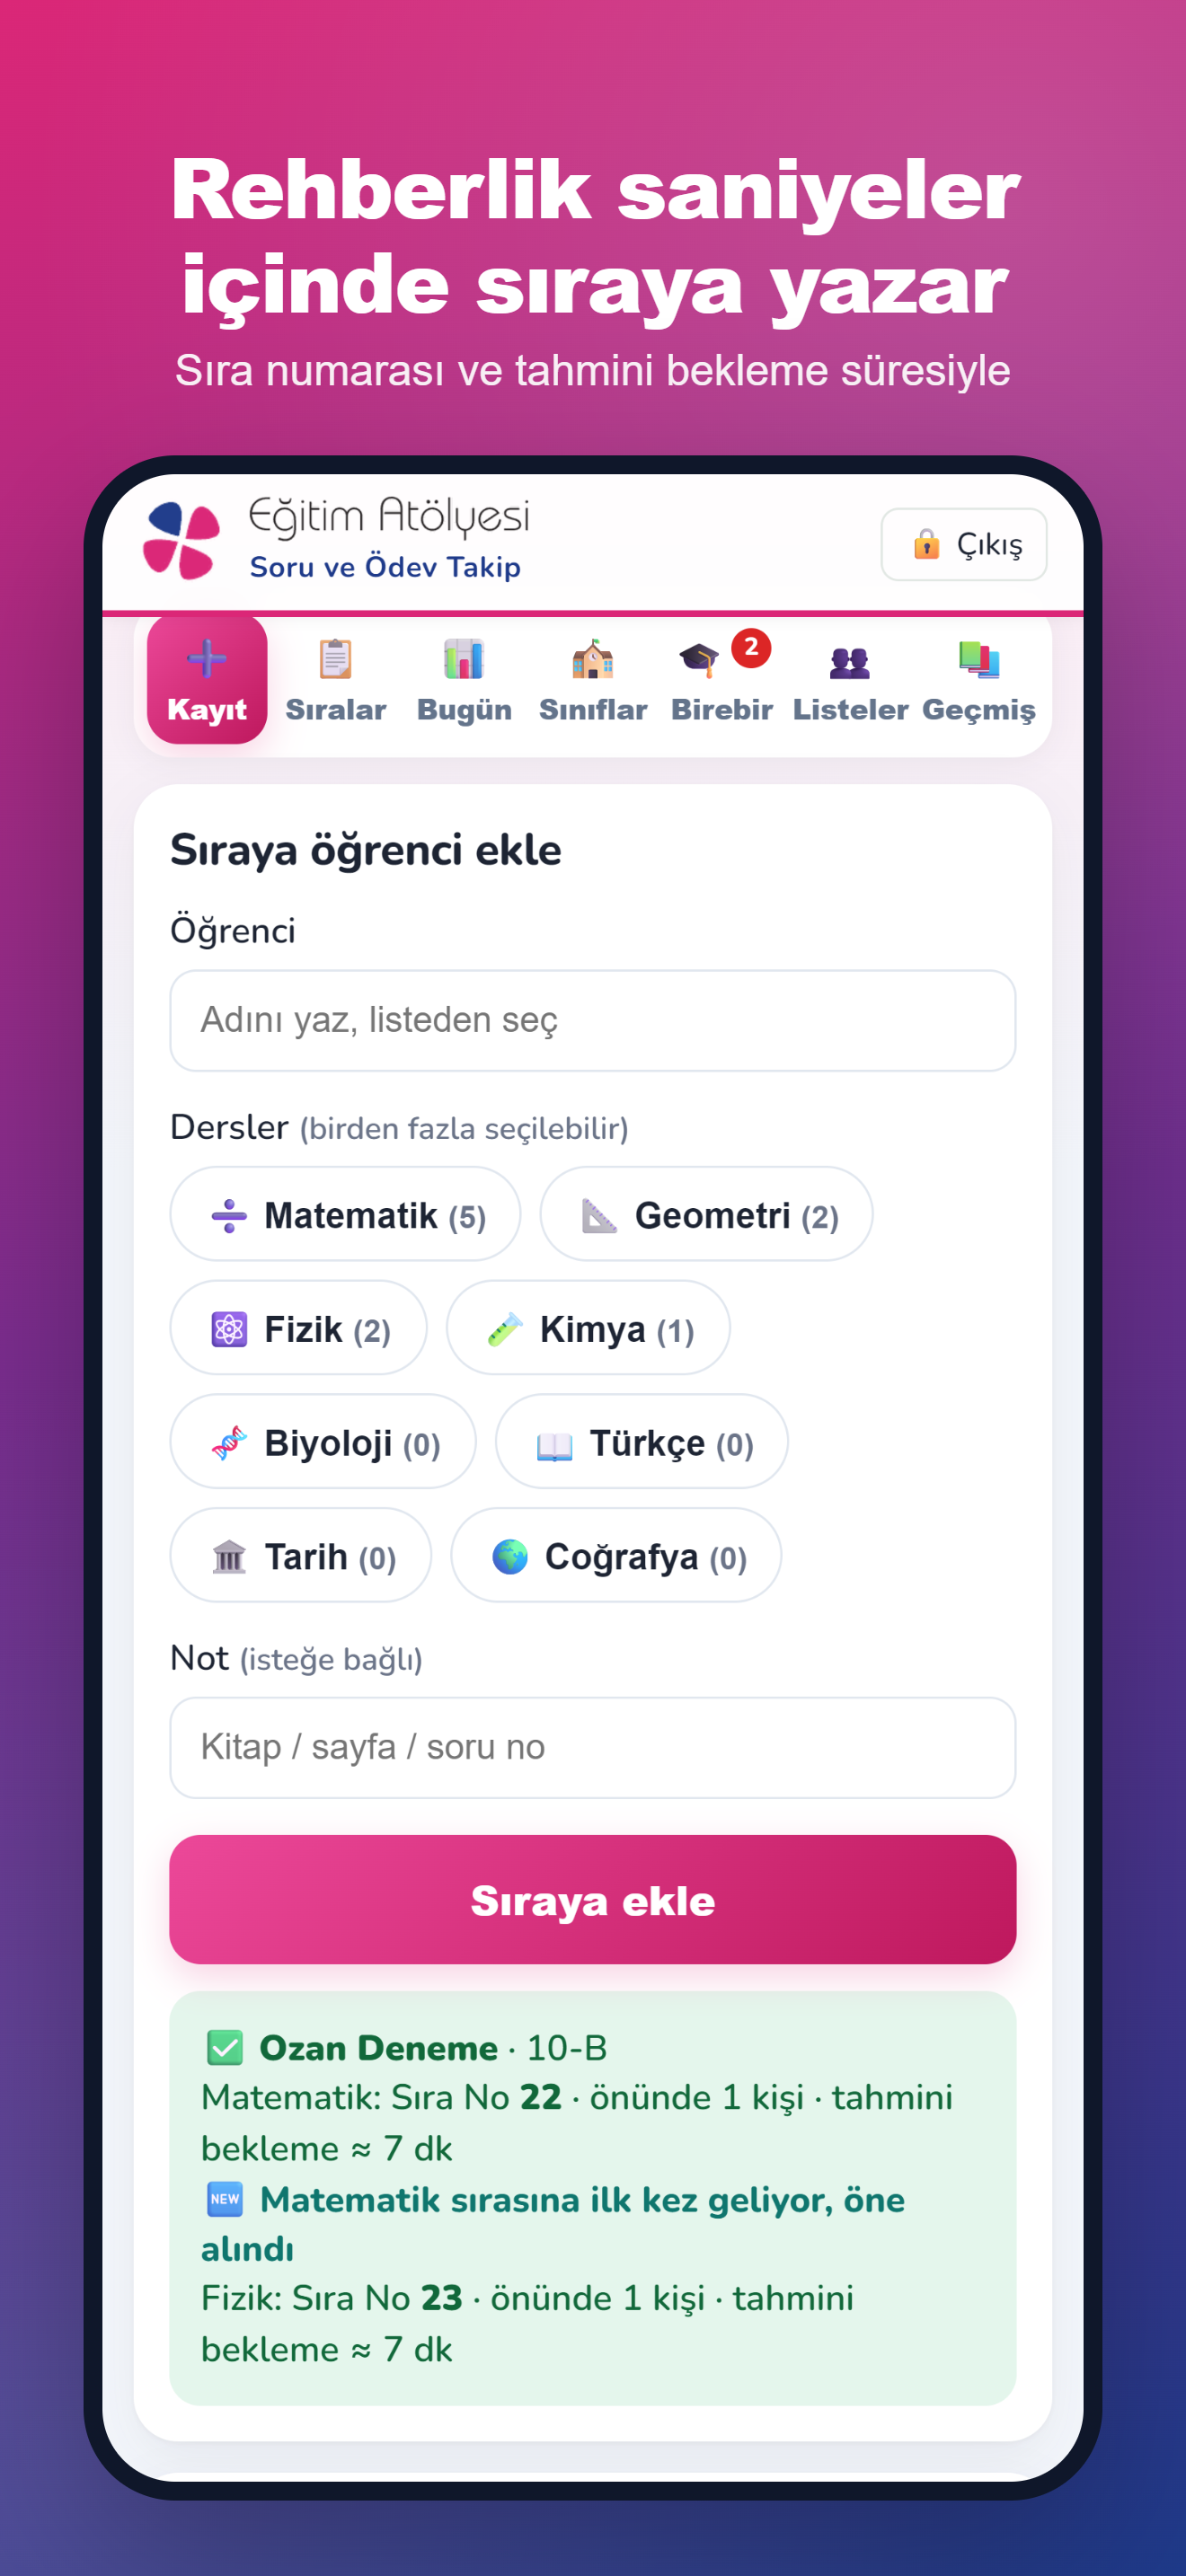 Rehberlik saniyeler
içinde sıraya yazar
Sıra numarası ve tahmini bekleme süresiyle
Eğitim Atölyesi
Soru ve Ödev Takip
Çıkış
Kayıt
Sıralar
Bugün
Sınıflar
2
Birebir
Listeler
Geçmiş
Sıraya öğrenci ekle
Öğrenci
Adını yaz, listeden seç
Dersler (birden fazla seçilebilir)
Matematik (5)
Geometri (2)
Fizik (2)
Kimya (1)
Biyoloji (0)
Türkçe (0)
Tarih (0)
Coğrafya (0)
Not (isteğe bağlı)
Kitap / sayfa / soru no
Sıraya ekle
Ozan Deneme · 10-B
Matematik: Sıra No 22 · önünde 1 kişi · tahmini
bekleme ≈ 7 dk
NEW Matematik sırasına ilk kez geliyor, öne
alındı
Fizik: Sıra No 23 · önünde 1 kişi · tahmini
bekleme ≈ 7 dk